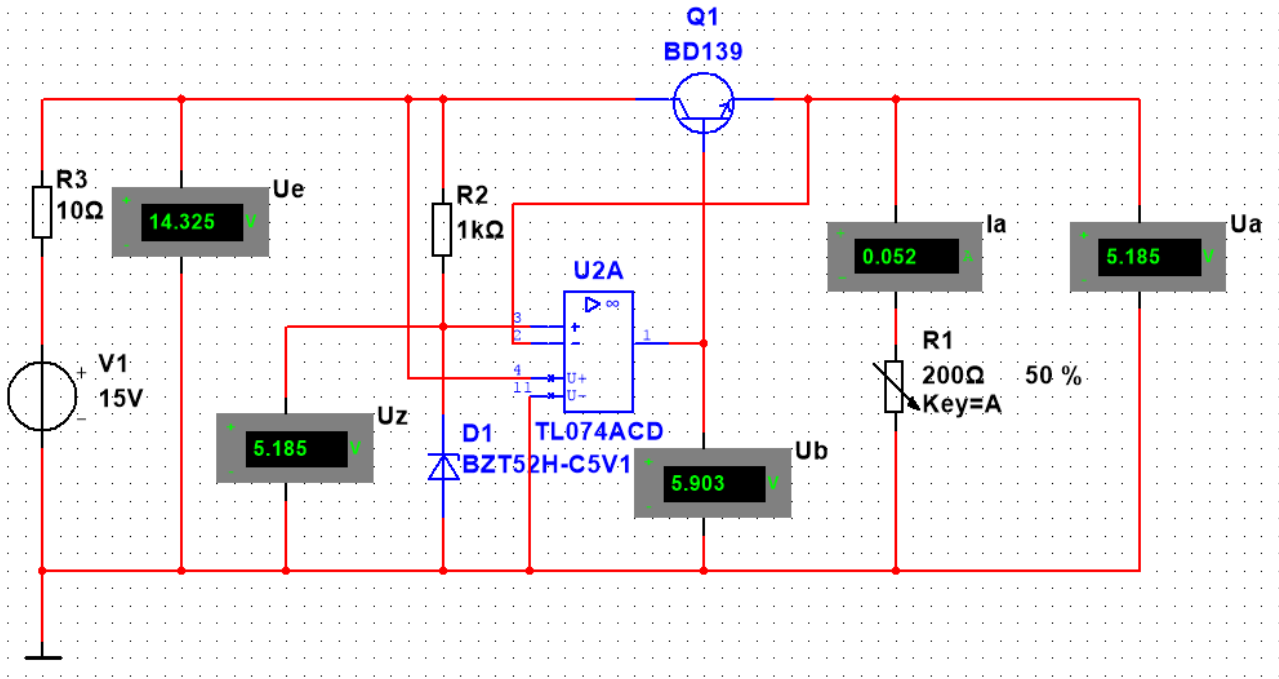 Q1
BD139
R3
10Ω
+
14.325 V
-
Ue
R2
1kΩ
U2A
▷ ∞
3
+
2
−
1
4
U+
11
U−
TL074ACD
+
0.052 A
−
Ia
+
5.185 V
-
Ua
V1
15V
+
−
R1
200Ω 50 %
Key=A
+
5.185 V
-
Uz
D1
BZT52H-C5V1
+
5.903 V
-
Ub